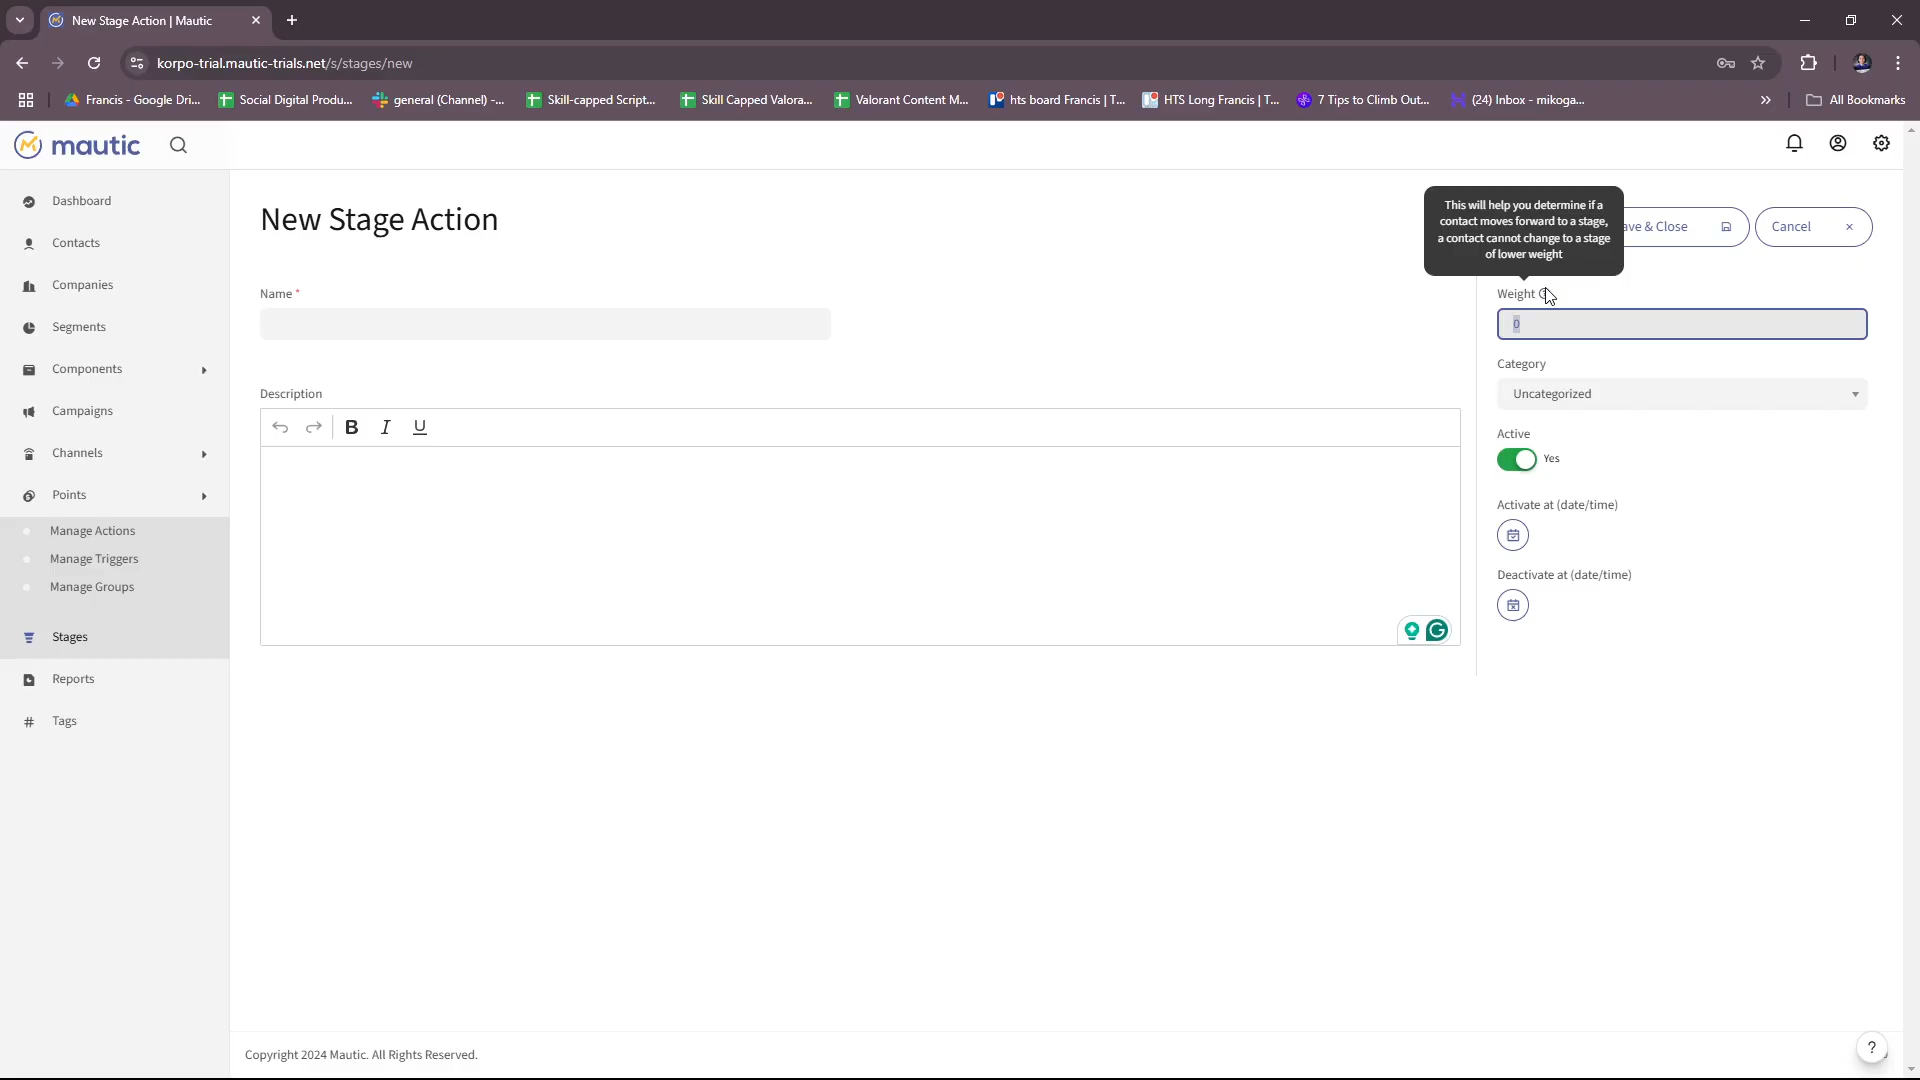 New Stage Action | Mautic
korpo-trial.mautic-trials.net/s/stages/new
Francis - Google Dri...
Social Digital Produ...
general (Channel) -...
Skill-capped Script...
Skill Capped Valora...
Valorant Content M...
hts board Francis | T...
HTS Long Francis | T...
7 Tips to Climb Out...
(24) Inbox - mikoga...
All Bookmarks
mautic
Dashboard
Contacts
Companies
Segments
Components
Campaigns
Channels
Points
Manage Actions
Manage Triggers
Manage Groups
Stages
Reports
Tags
New Stage Action
This will help you determine if a
contact moves forward to a stage,
a contact cannot change to a stage
of lower weight
ave & Close
Cancel
Name *
Description
B I U
Weight
0
Category
Uncategorized
Active
Yes
Activate at (date/time)
Deactivate at (date/time)
Copyright 2024 Mautic. All Rights Reserved.
?